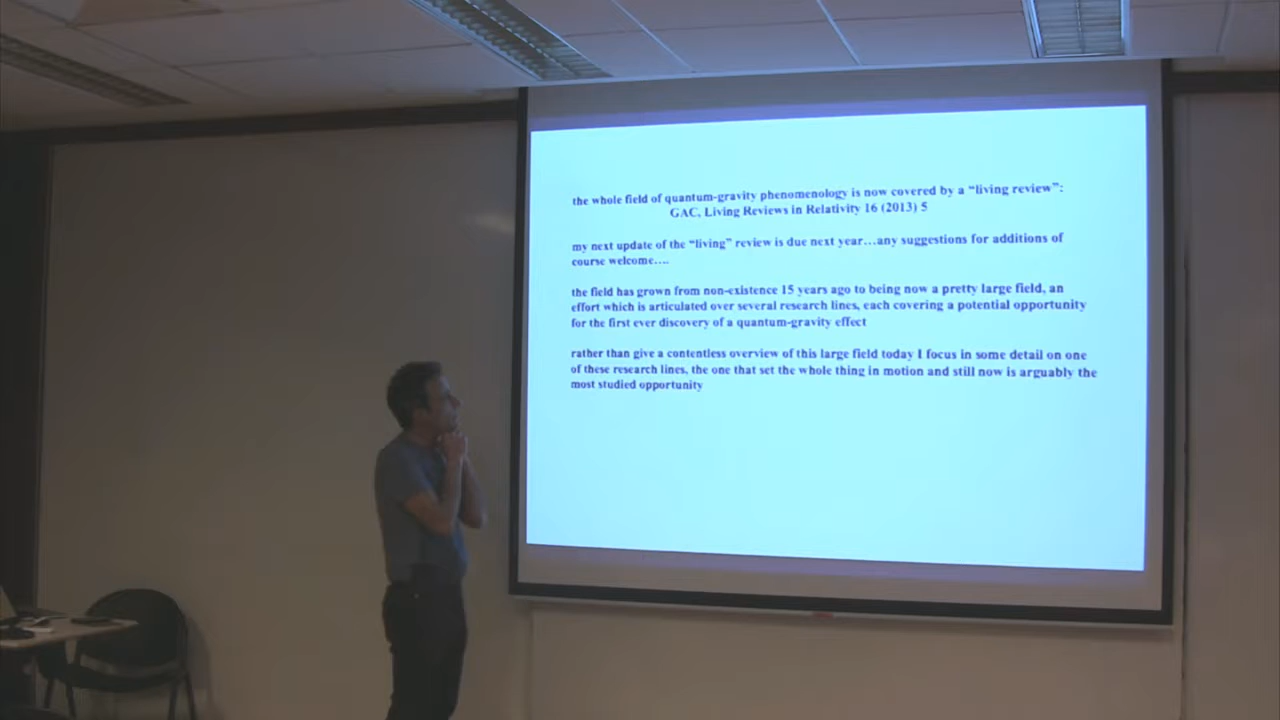 the whole field of quantum-gravity phenomenology is now covered by a “living review”:
GAC, Living Reviews in Relativity 16 (2013) 5
my next update of the “living” review is due next year…any suggestions for additions of
course welcome….
the field has grown from non-existence 15 years ago to being now a pretty large field, an
effort which is articulated over several research lines, each covering a potential opportunity
for the first ever discovery of a quantum-gravity effect
rather than give a contentless overview of this large field today I focus in some detail on one
of these research lines, the one that set the whole thing in motion and still now is arguably the
most studied opportunity